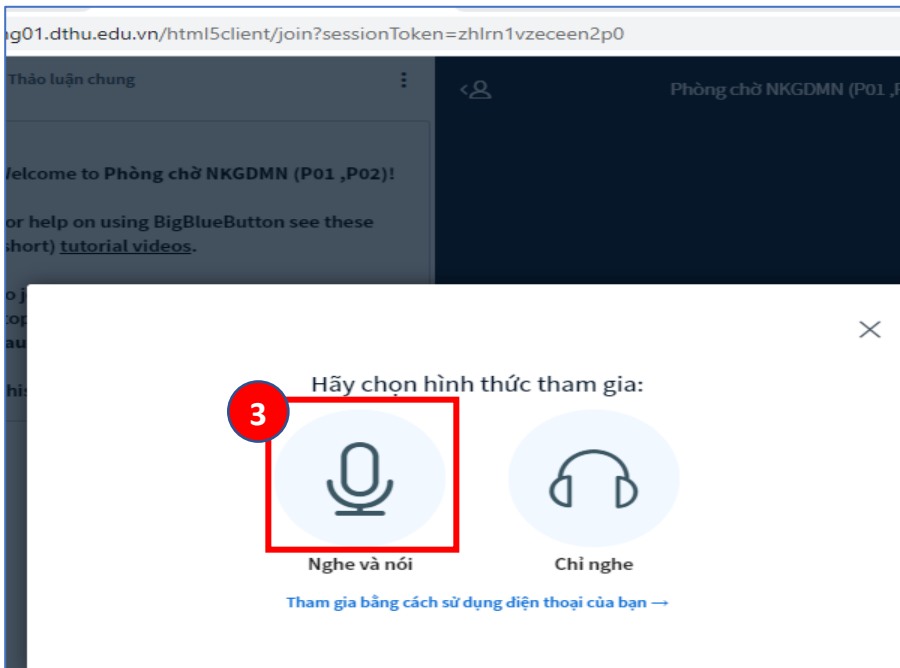 g01.dthu.edu.vn/html5client/join?sessionToken=zhlrn1vzeceen2p0
Thảo luận chung
Phòng chờ NKGDMN (P01 ,P
elcome to Phòng chờ NKGDMN (P01 ,P02)!
or help on using BigBlueButton see these
short) tutorial videos.
Hãy chọn hình thức tham gia:
3
Nghe và nói
Chỉ nghe
Tham gia bằng cách sử dụng điện thoại của bạn →